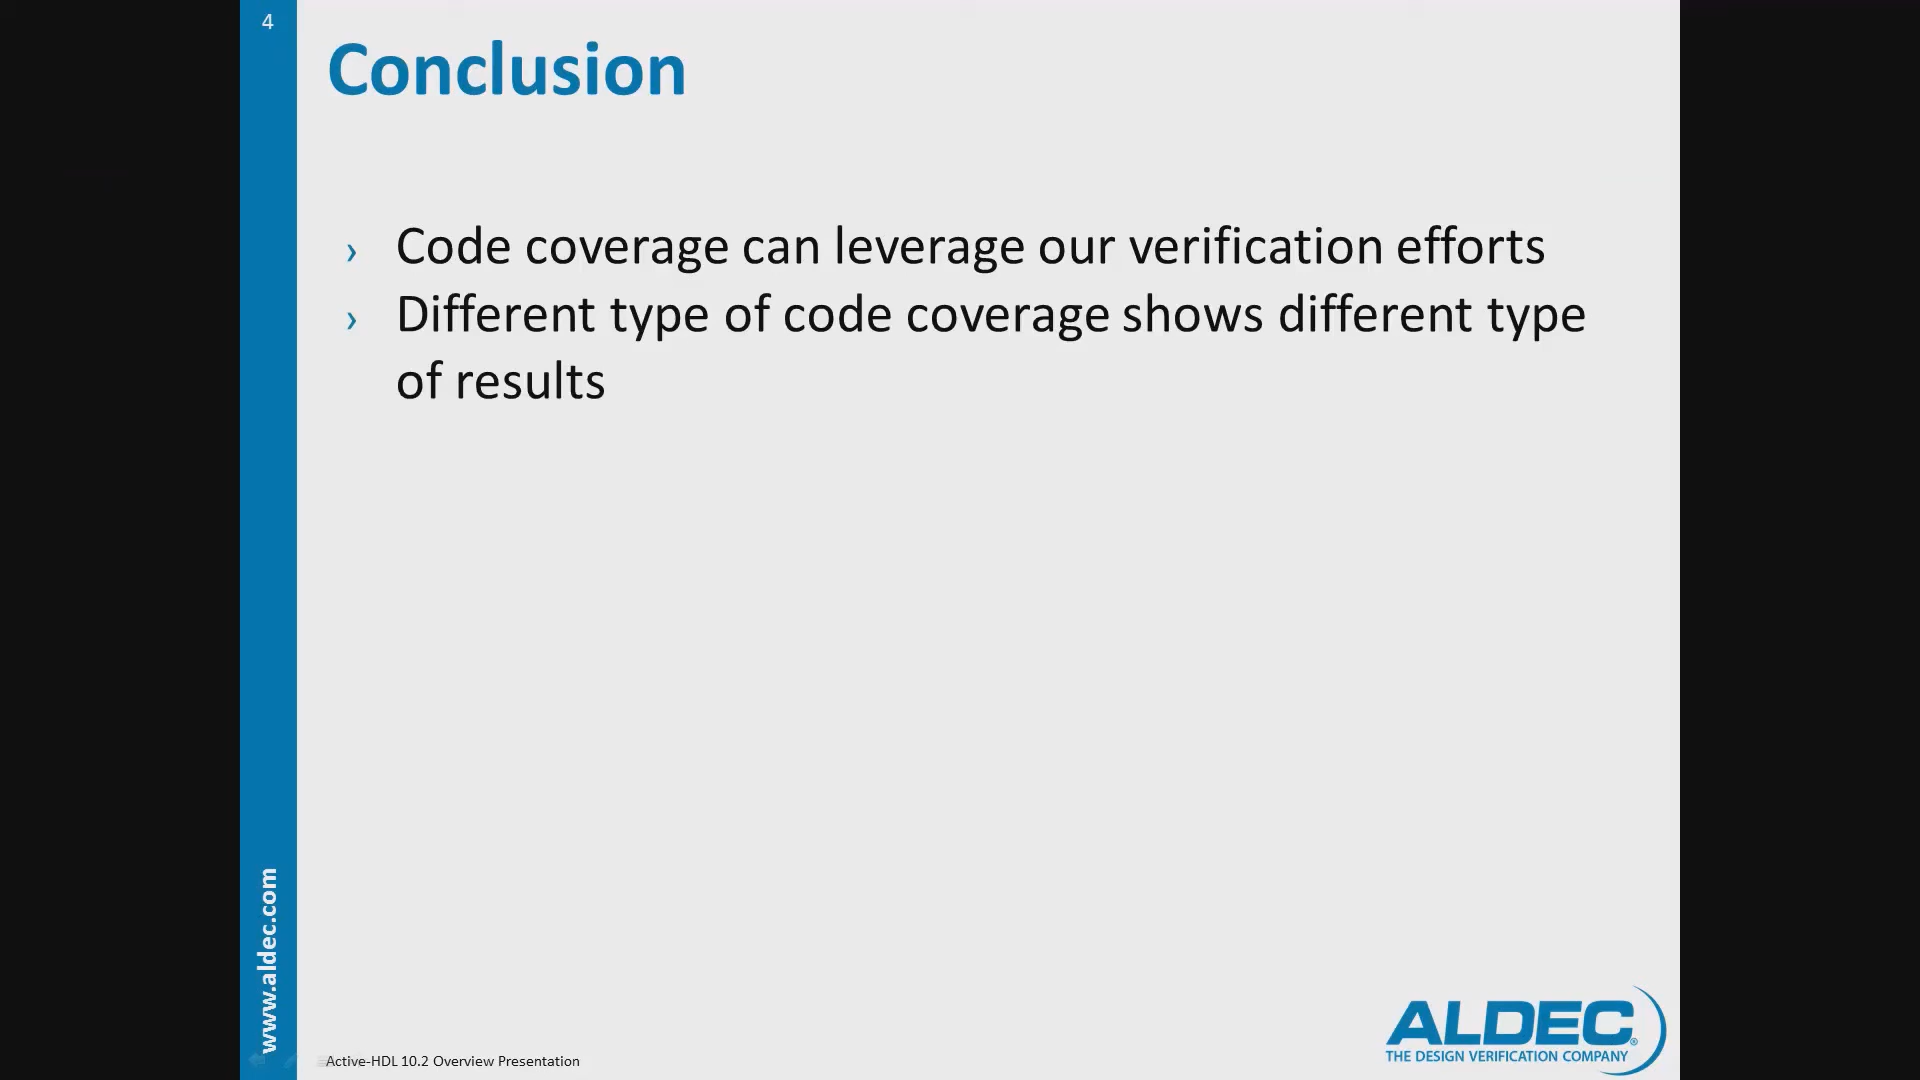 4
Conclusion
› Code coverage can leverage our verification efforts
› Different type of code coverage shows different type
of results
www.aldec.com
Active-HDL 10.2 Overview Presentation
ALDEC®
THE DESIGN VERIFICATION COMPANY